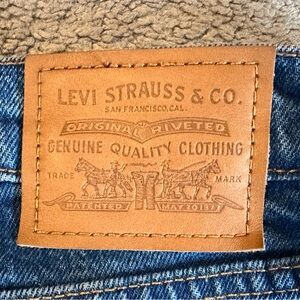 LEVI STRAUSS & CO.
SAN FRANCISCO, CAL.
ORIGINAL RIVETED
GENUINE QUALITY CLOTHING
TRADE MARK
PATENTED MAY 20 1873